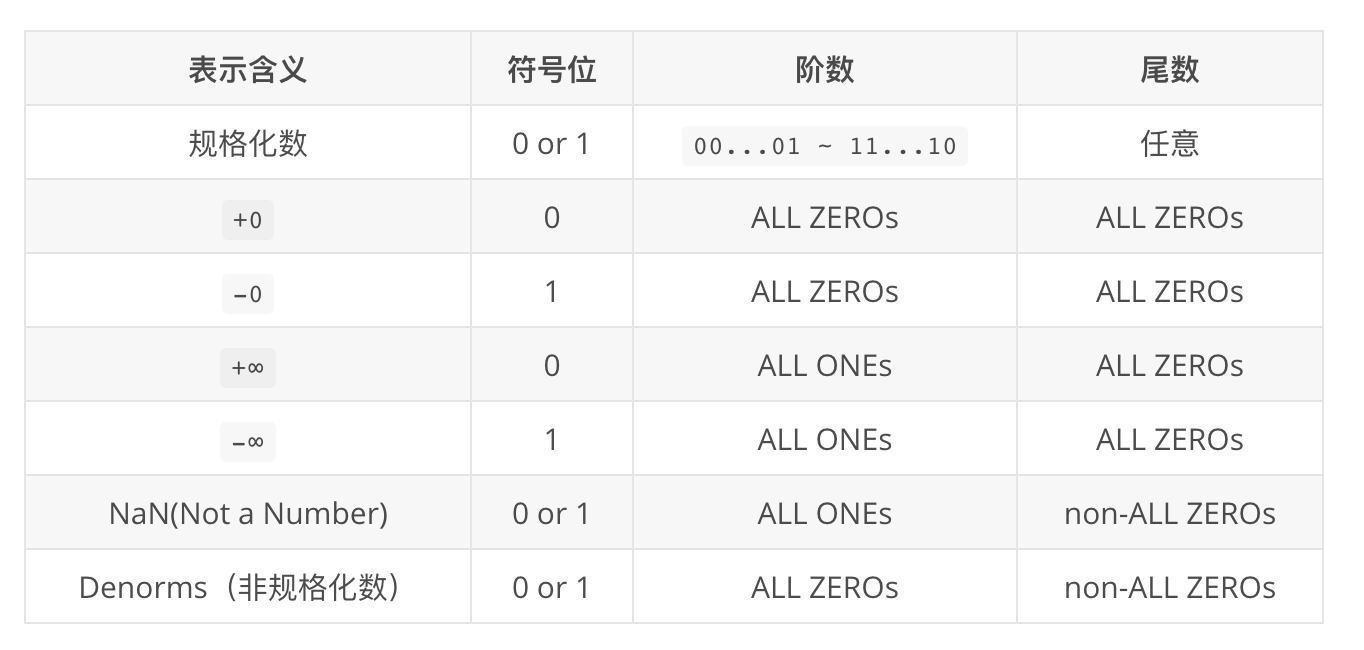 表示含义 符号位 阶数 尾数
规格化数 0 or 1 00...01 ~ 11...10 任意
+0 0 ALL ZEROs ALL ZEROs
-0 1 ALL ZEROs ALL ZEROs
+∞ 0 ALL ONEs ALL ZEROs
-∞ 1 ALL ONEs ALL ZEROs
NaN(Not a Number) 0 or 1 ALL ONEs non-ALL ZEROs
Denorms（非规格化数） 0 or 1 ALL ZEROs non-ALL ZEROs